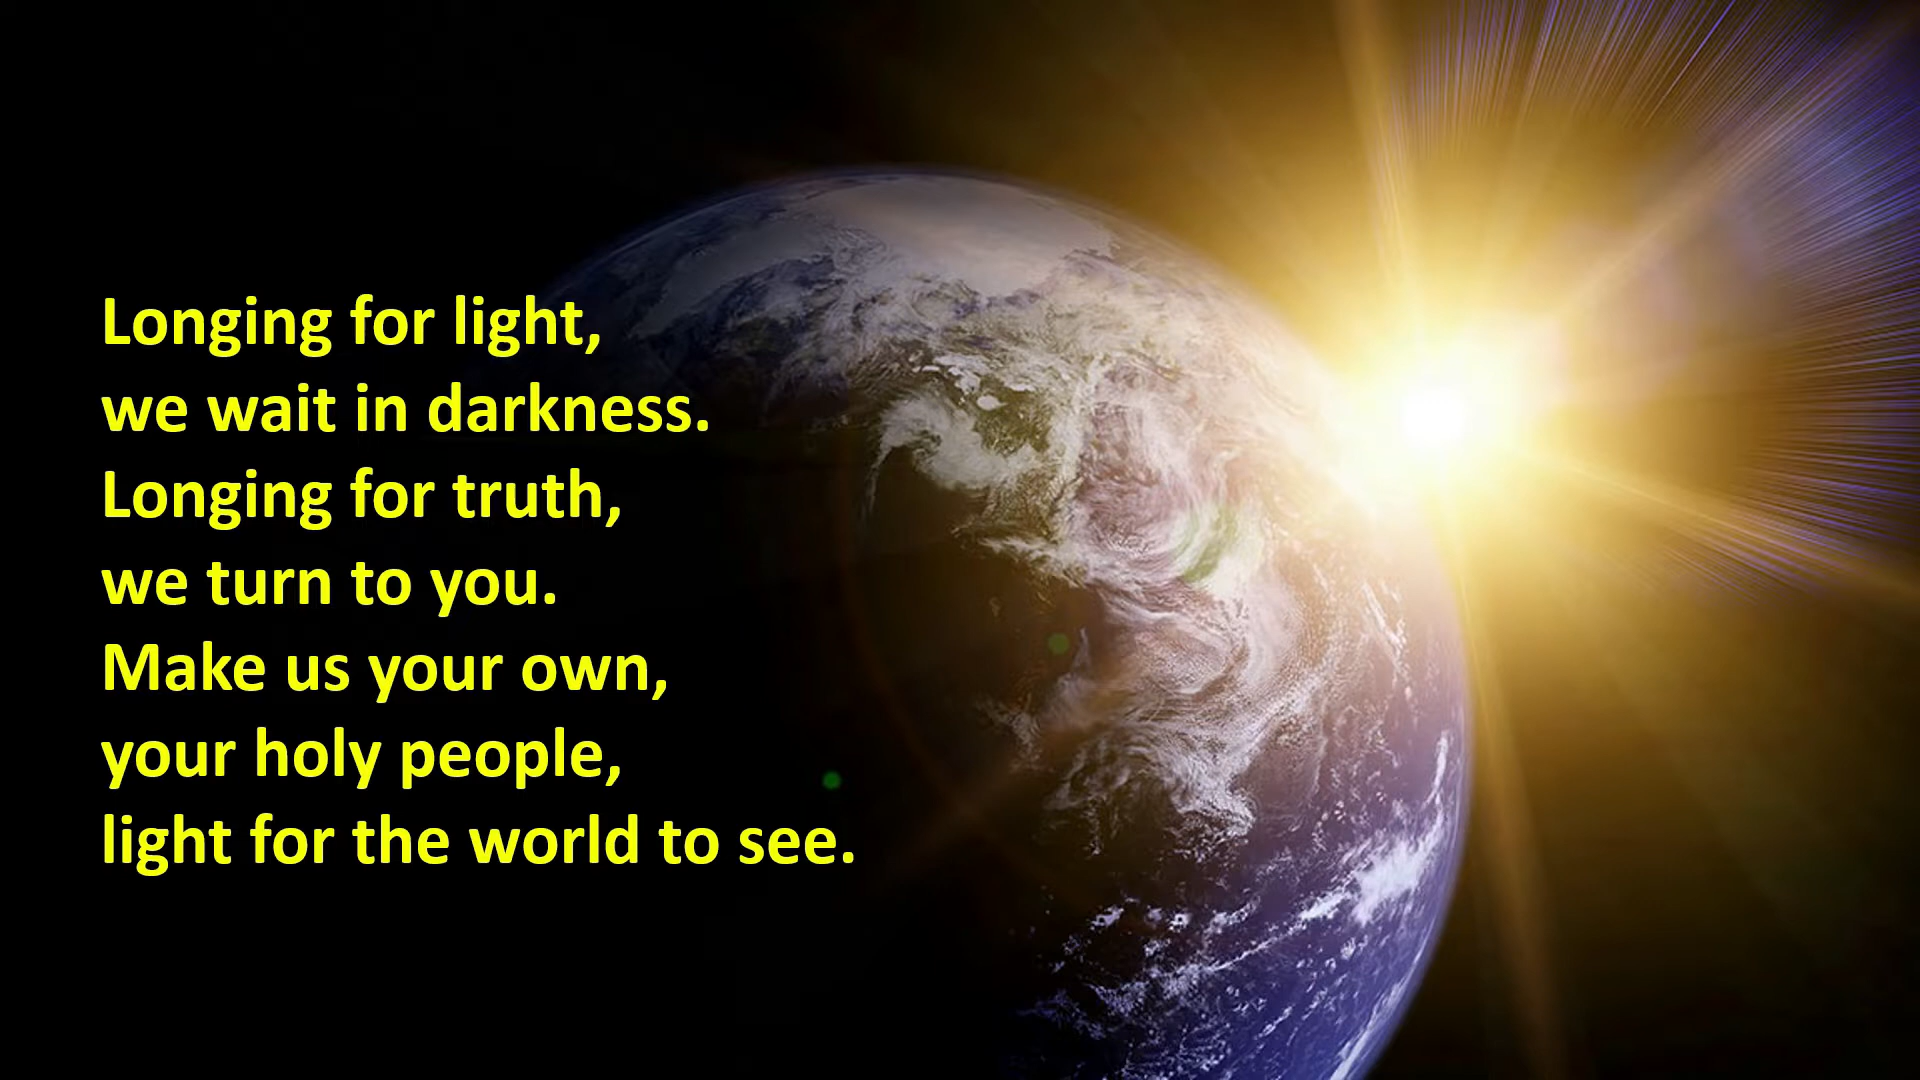 Longing for light,
we wait in darkness.
Longing for truth,
we turn to you.
Make us your own,
your holy people,
light for the world to see.